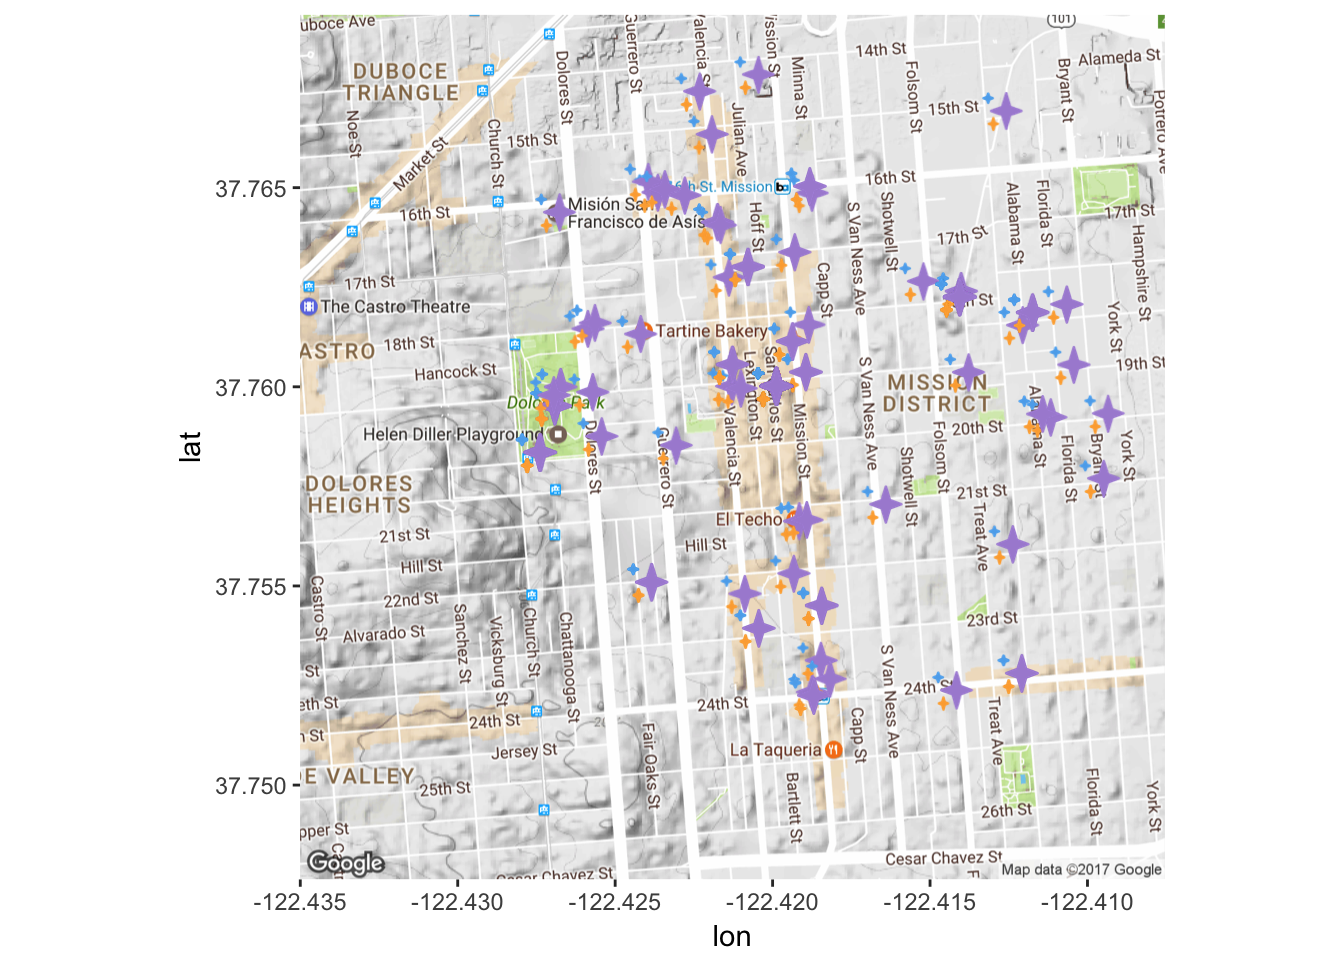 uboce Ave
DUBOCE
TRIANGLE
Noe St
Church St
Market St
Dolores St
Guerrero St
Valencia St
Mission St
Minna St
Julian Ave
14th St
Folsom St
101
Bryant St
Alameda St
Potrero Ave
15th St
15th St
16th St. Mission
16th St
Misión San
Francisco de Asís
16th St
Hoff St
S Van Ness Ave
Shotwell St
17th St
Alabama St
Florida St
17th St
Hampshire St
17th St
The Castro Theatre
Capp St
Tartine Bakery
18th St
York St
ASTRO
18th St
Hancock St
19th St
MISSION
DISTRICT
Dolores Park
Lexington St
Helen Diller Playground
Dolores St
Guerrero St
Valencia St
Mission St
S Van Ness Ave
Shotwell St
Folsom St
20th St
Florida St
York St
DOLORES
HEIGHTS
21st St
Treat Ave
El Techo
21st St
Hill St
Hill St
22nd St
Castro St
Alvarado St
Sanchez St
Vicksburg St
Church St
Chattanooga St
23rd St
St
S Van Ness Ave
24th St
24th St
24th St
Treat Ave
Jersey St
Fair Oaks St
La Taqueria
Capp St
E VALLEY
25th St
Bartlett St
26th St
Florida St
York St
pper St
Cesar Chavez St
Cesar Chavez St
Google
Map data ©2017 Google
37.765
37.760
37.755
37.750
lat
-122.435
-122.430
-122.425
-122.420
-122.415
-122.410
lon